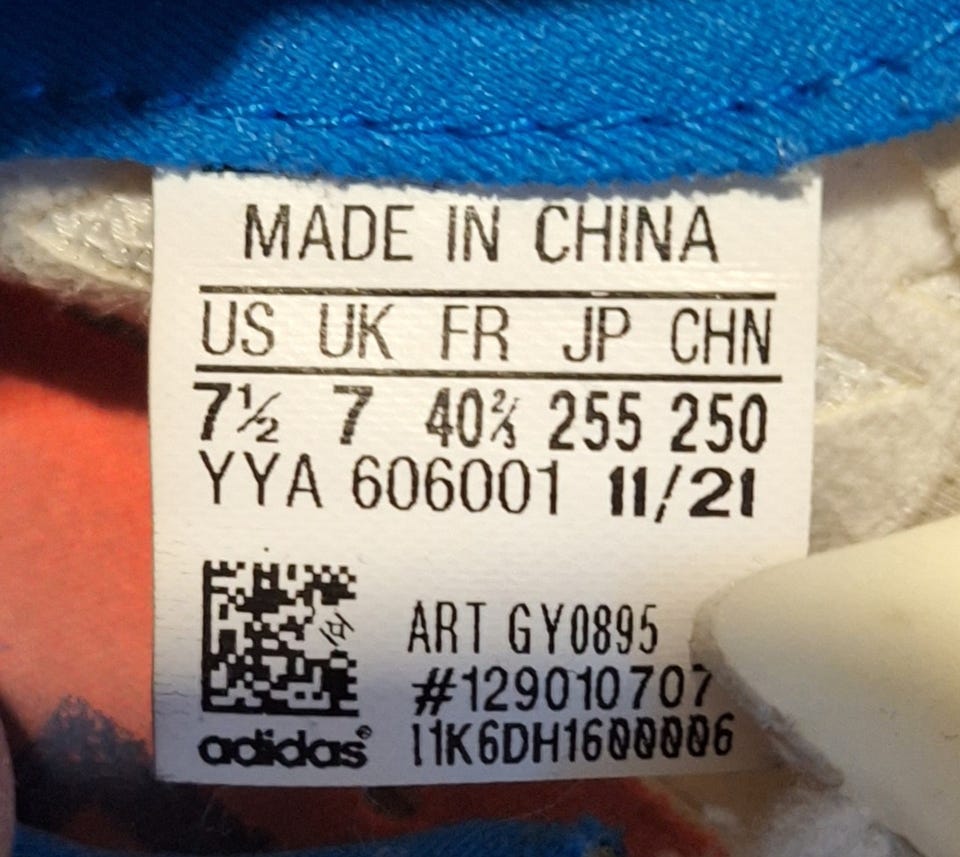 MADE IN CHINA
US UK FR JP CHN
7½ 7 40⅔ 255 250
YYA 606001 11/21
ART GY0895
#129010707
adidas® I1K6DH1600006